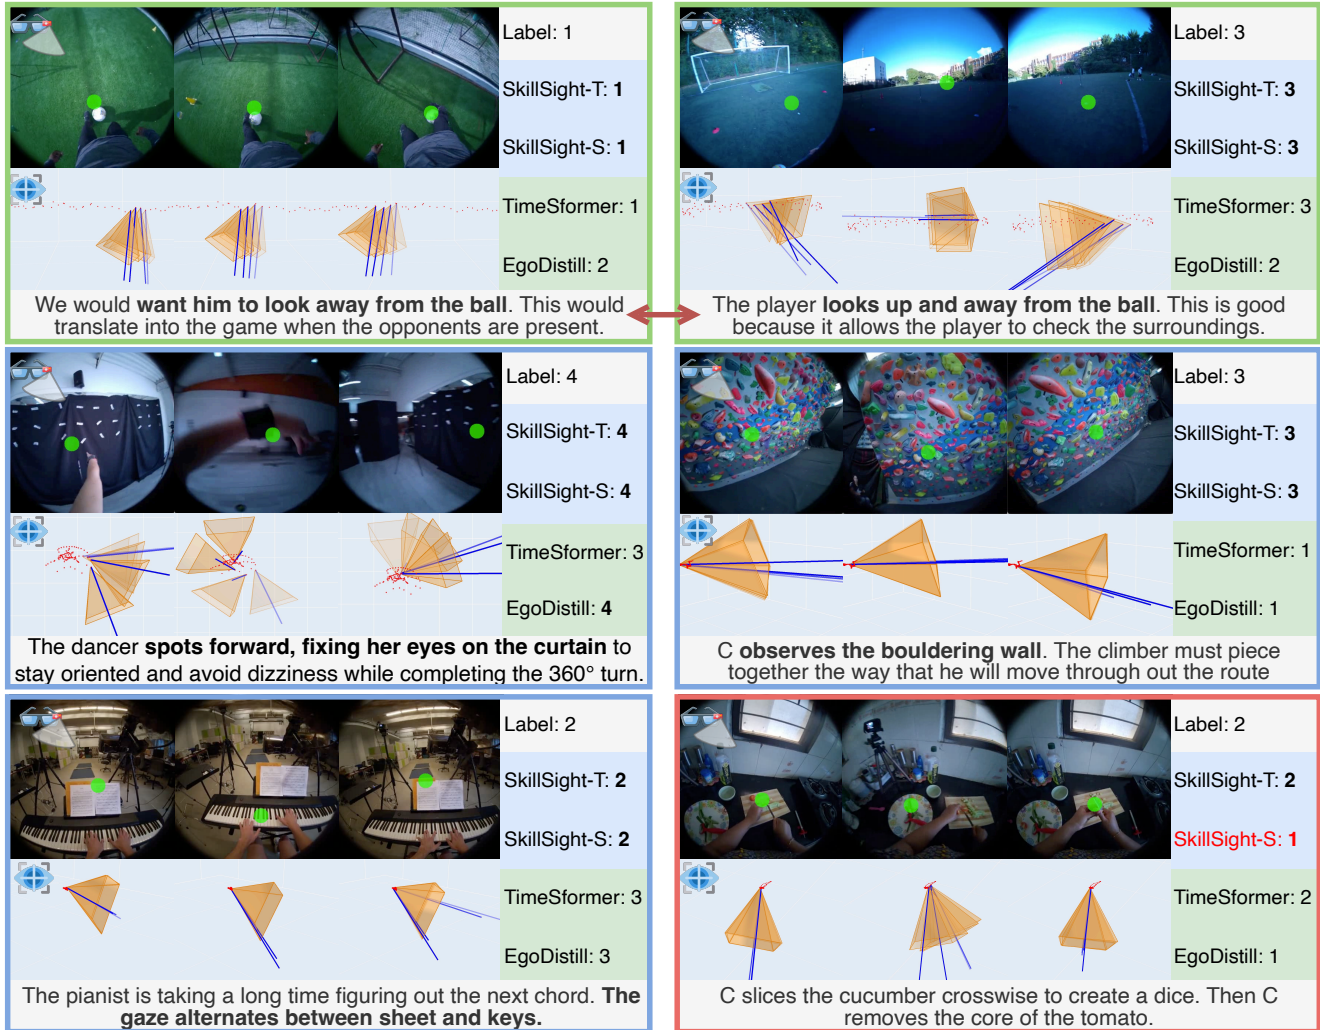 Label: 1
SkillSight-T: 1
SkillSight-S: 1
TimeSformer: 1
EgoDistill: 2
We would want him to look away from the ball. This would
translate into the game when the opponents are present.
Label: 3
SkillSight-T: 3
SkillSight-S: 3
TimeSformer: 3
EgoDistill: 2
The player looks up and away from the ball. This is good
because it allows the player to check the surroundings.
Label: 4
SkillSight-T: 4
SkillSight-S: 4
TimeSformer: 3
EgoDistill: 4
The dancer spots forward, fixing her eyes on the curtain to
stay oriented and avoid dizziness while completing the 360° turn.
Label: 3
SkillSight-T: 3
SkillSight-S: 3
TimeSformer: 1
EgoDistill: 1
C observes the bouldering wall. The climber must piece
together the way that he will move through out the route
Label: 2
SkillSight-T: 2
SkillSight-S: 2
TimeSformer: 3
EgoDistill: 3
The pianist is taking a long time figuring out the next chord. The
gaze alternates between sheet and keys.
Label: 2
SkillSight-T: 2
SkillSight-S: 1
TimeSformer: 2
EgoDistill: 1
C slices the cucumber crosswise to create a dice. Then C
removes the core of the tomato.